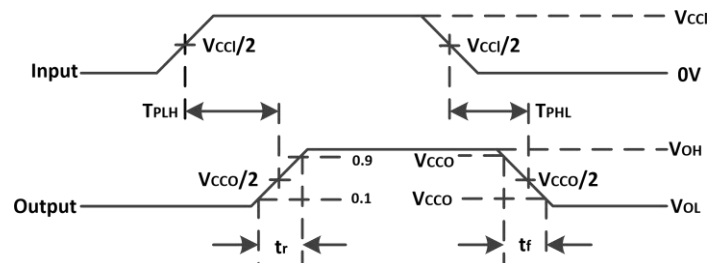 VCCI
VCCI/2
VCCI/2
Input
0V
TPLH
TPHL
VOH
0.9
VCCO
VCCO/2
VCCO/2
0.1
VCCO
Output
VOL
tr
tf